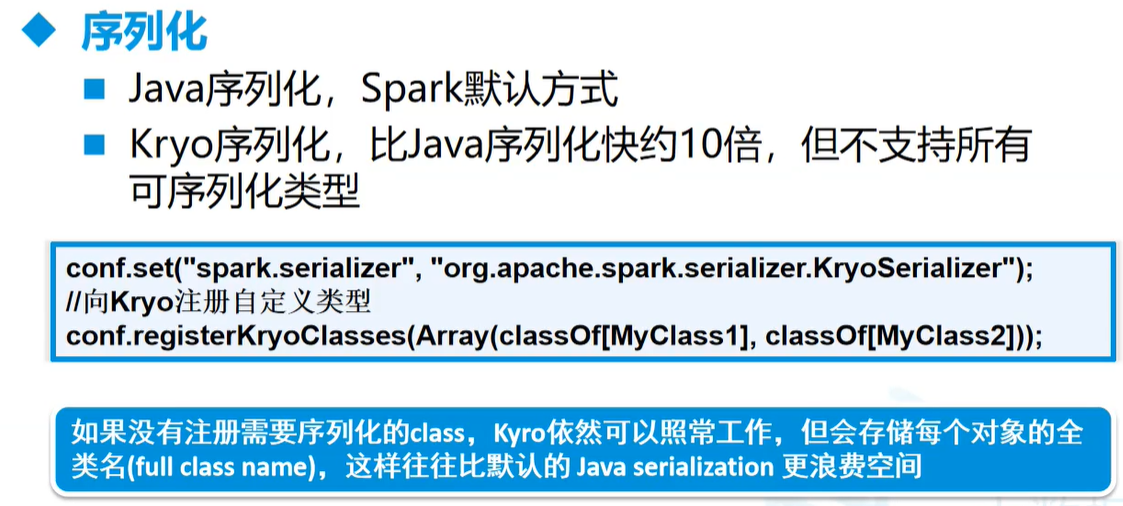 序列化
Java序列化，Spark默认方式
Kryo序列化，比Java序列化快约10倍，但不支持所有
可序列化类型
conf.set("spark.serializer", "org.apache.spark.serializer.KryoSerializer");
//向Kryo注册自定义类型
conf.registerKryoClasses(Array(classOf[MyClass1], classOf[MyClass2]));
如果没有注册需要序列化的class，Kyro依然可以照常工作，但会存储每个对象的全
类名(full class name)，这样往往比默认的 Java serialization 更浪费空间